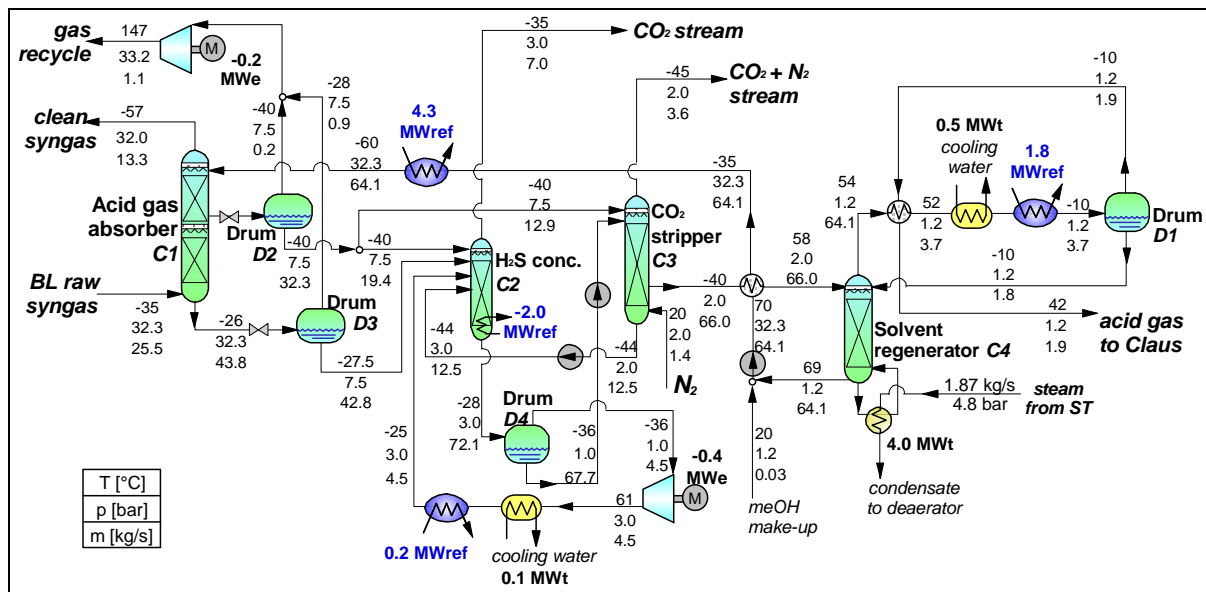 gas
recycle
147
33.2
1.1
M
-0.2
MWe
-28
7.5
0.9
-40
7.5
0.2
clean
syngas
-57
32.0
13.3
4.3
MWref
-60
32.3
64.1
-35
3.0
7.0
CO2 stream
-45
2.0
3.6
CO2 + N2
stream
-35
32.3
64.1
-40
7.5
12.9
Acid gas
absorber
C1
Drum
D2
-40
7.5
32.3
-40
7.5
19.4
BL raw
syngas
-35
32.3
25.5
-26
32.3
43.8
Drum
D3
-27.5
7.5
42.8
H2S conc.
C2
-2.0
MWref
-44
3.0
12.5
CO2
stripper
C3
-40
2.0
66.0
-44
2.0
12.5
20
2.0
1.4
N2
70
32.3
64.1
58
2.0
66.0
54
1.2
64.1
52
1.2
3.7
0.5 MWt
cooling
water
1.8
MWref
-10
1.2
3.7
-10
1.2
1.9
Drum
D1
-10
1.2
1.8
42
1.2
1.9
acid gas
to Claus
Solvent
regenerator C4
69
1.2
64.1
1.87 kg/s
4.8 bar
steam
from ST
4.0 MWt
condensate
to deaerator
20
1.2
0.03
meOH
make-up
-28
3.0
72.1
Drum
D4
-36
1.0
67.7
-36
1.0
4.5
-0.4
MWe
M
61
3.0
4.5
-25
3.0
4.5
0.2 MWref
cooling water
0.1 MWt
T [°C]
p [bar]
m [kg/s]